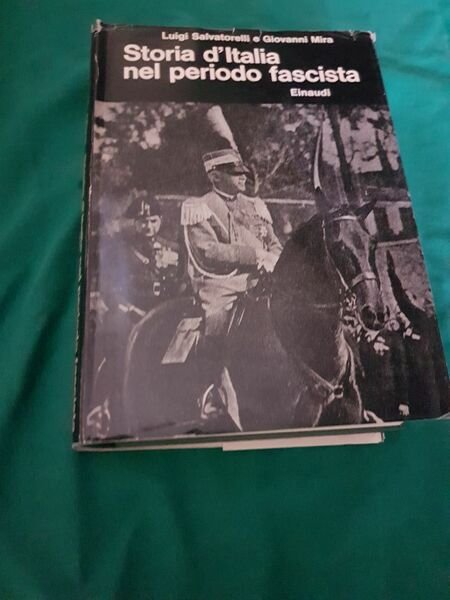 Luigi Salvatorelli e Giovanni Mira
Storia d'Italia
nel periodo fascista
Einaudi